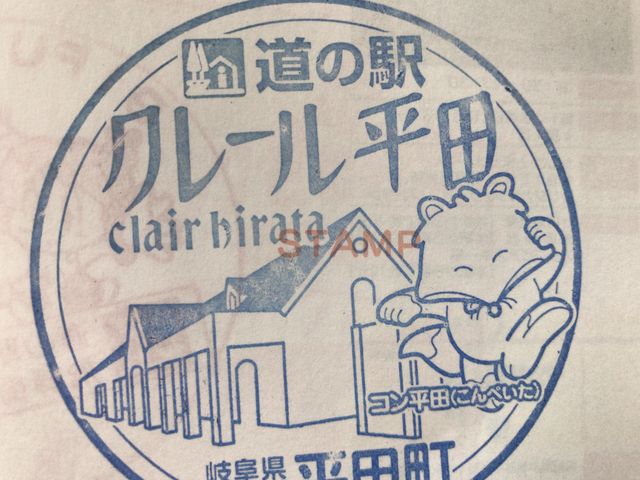 道の駅
クレール平田
clair hirata
STAMP
コン平田(こんぺいた)
岐阜県 平田町